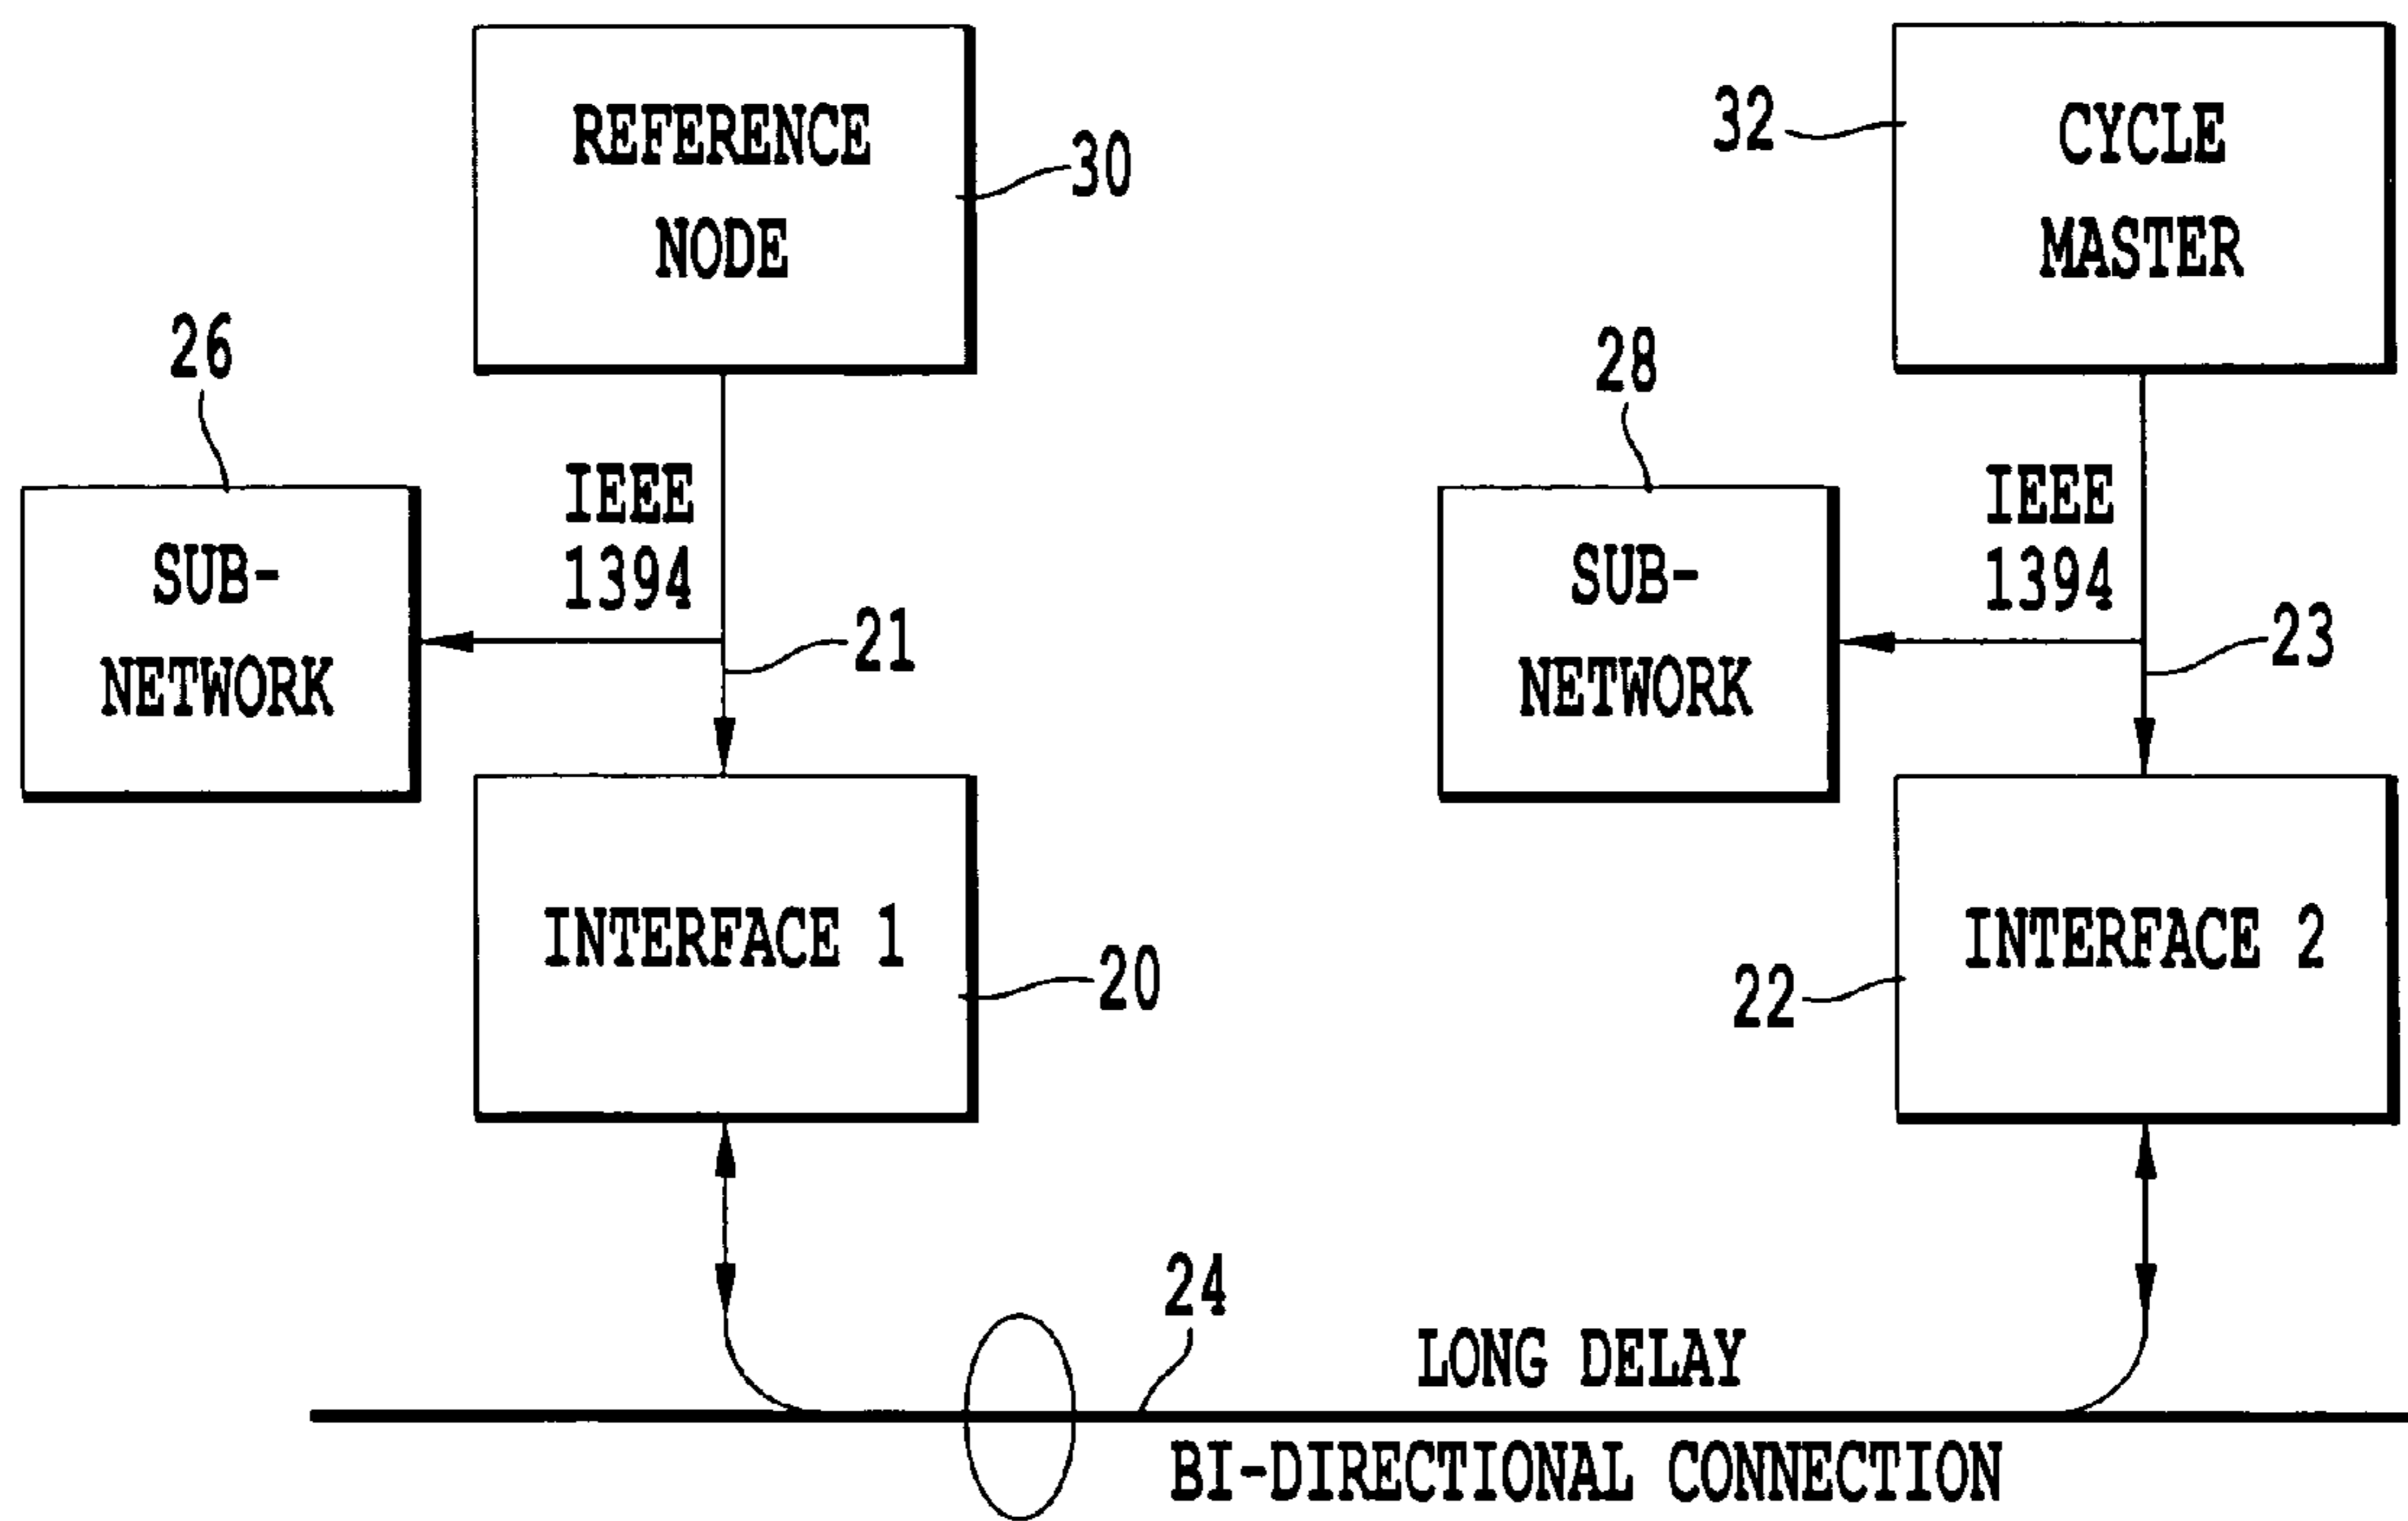 REFERENCE
NODE
30
32
CYCLE
MASTER
26
28
IEEE
1394
IEEE
1394
SUB-
NETWORK
21
SUB-
NETWORK
23
INTERFACE 1
20
INTERFACE 2
22
24
LONG DELAY
BI-DIRECTIONAL CONNECTION